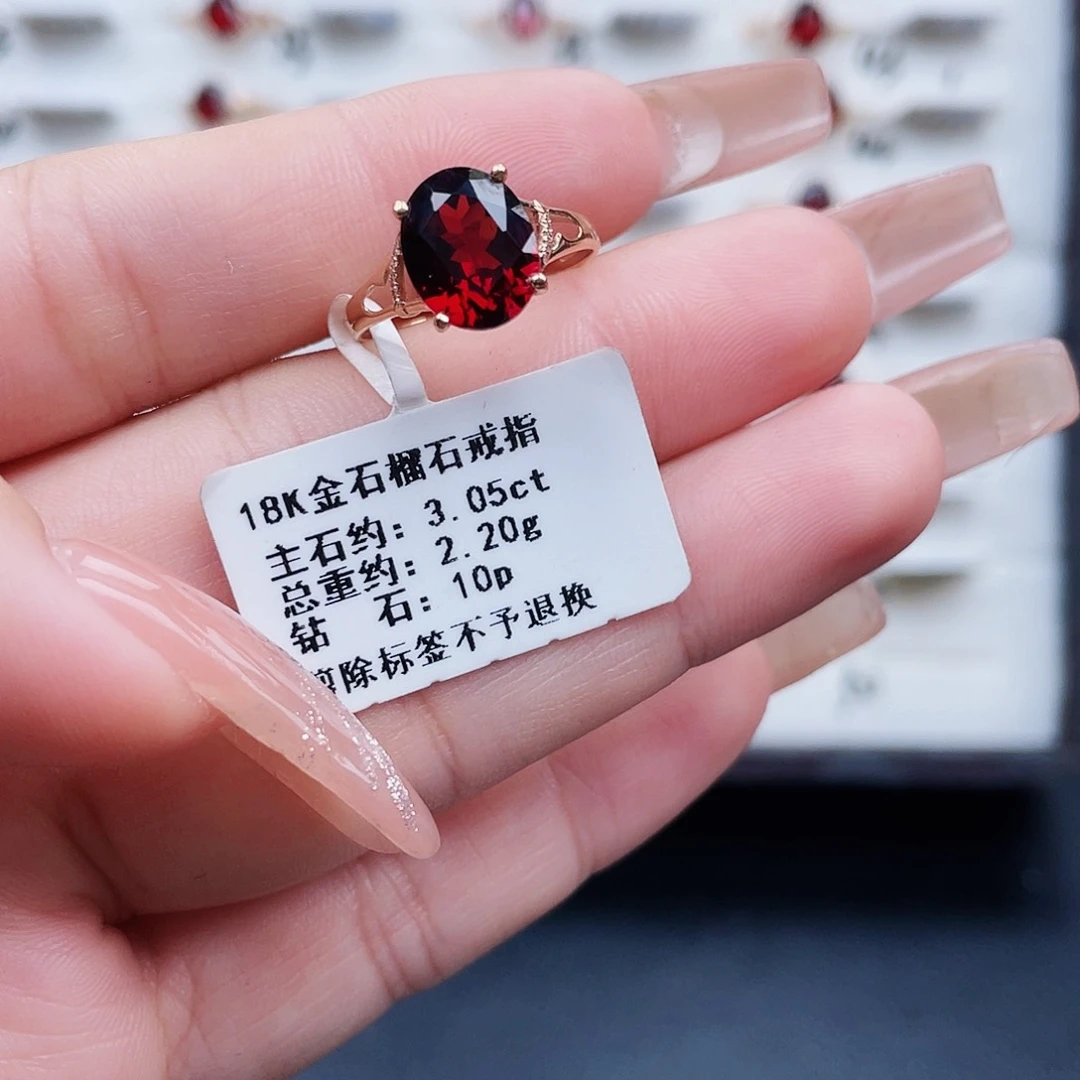 18K金石榴石戒指
主石约: 3.05ct
总重约: 2.20g
钻 石: 10p
剪除标签不予退换